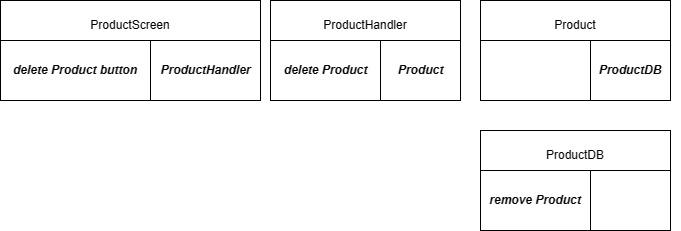 ProductScreen
delete Product button
ProductHandler
ProductHandler
delete Product
Product
Product
ProductDB
ProductDB
remove Product